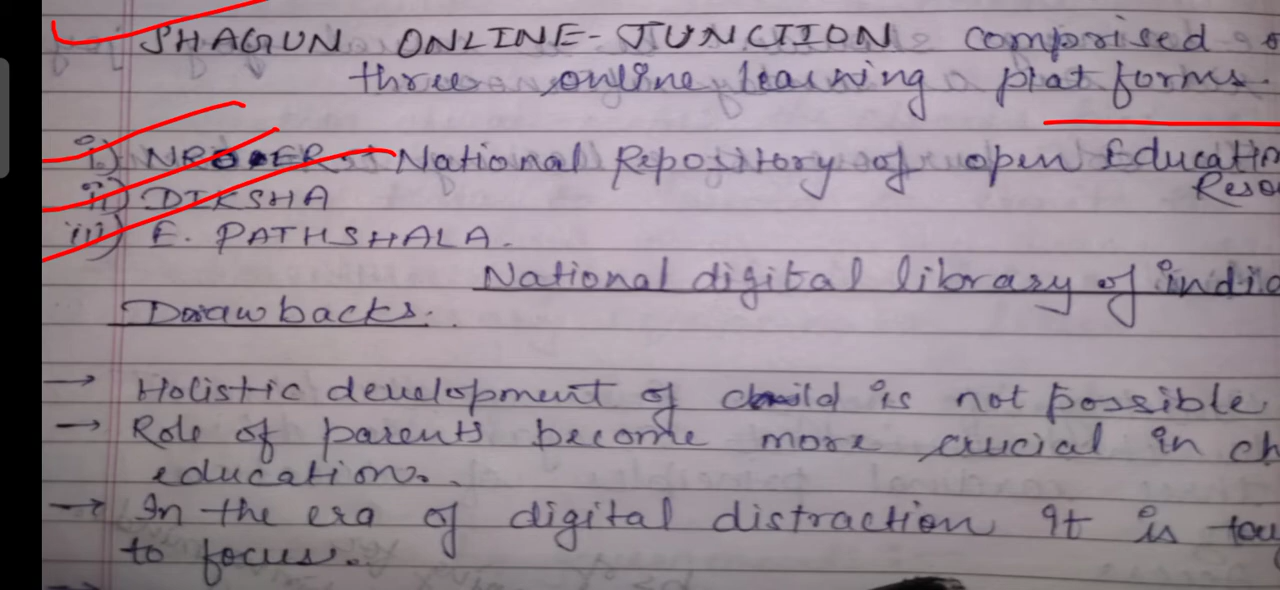 SHAGUN ONLINE-JUNCTION comprised
three online learning platforms.
i) NROER → National Repository of open Educatio
Reso
ii) DIKSHA
iii) E. PATHSHALA.
National digital library of india
Drawbacks.
→ Holistic development of child is not possible
→ Role of parents become more crucial in ch
education.
→ In the era of digital distraction It is tou
to focus.